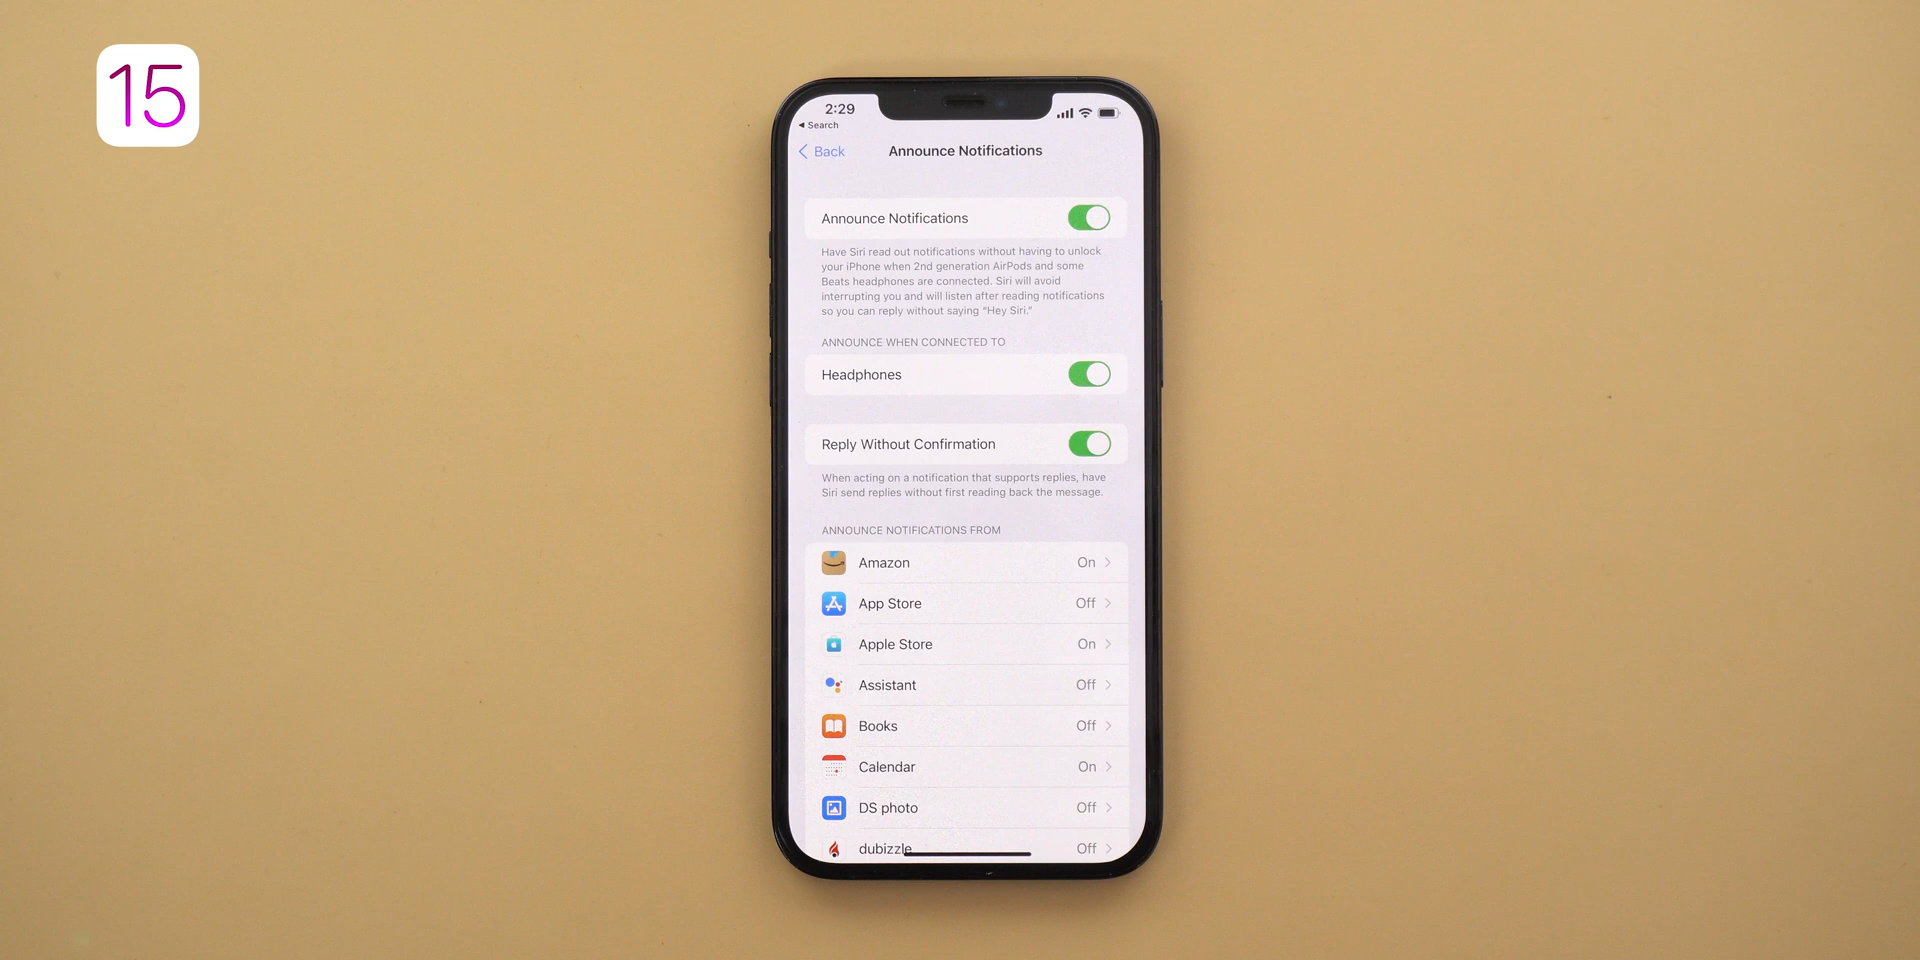 15
2:29
◀ Search
Back
Announce Notifications
Announce Notifications
Have Siri read out notifications without having to unlock
your iPhone when 2nd generation AirPods and some
Beats headphones are connected. Siri will avoid
interrupting you and will listen after reading notifications
so you can reply without saying “Hey Siri.”
ANNOUNCE WHEN CONNECTED TO
Headphones
Reply Without Confirmation
When acting on a notification that supports replies, have
Siri send replies without first reading back the message.
ANNOUNCE NOTIFICATIONS FROM
Amazon On
App Store Off
Apple Store On
Assistant Off
Books Off
Calendar On
DS photo Off
dubizzle Off